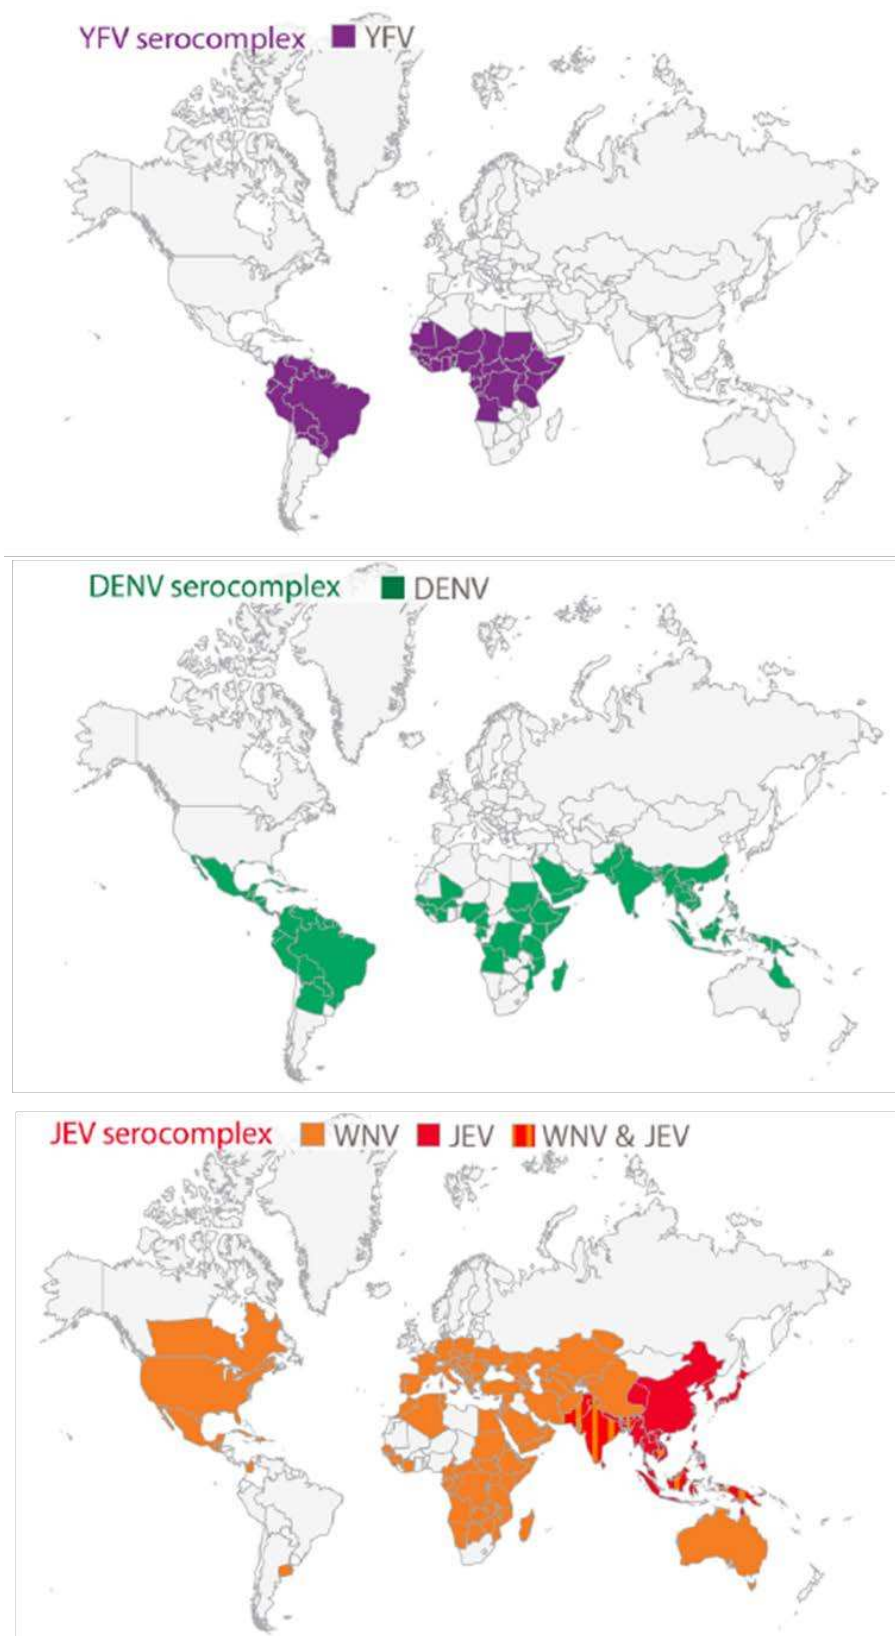 YFV serocomplex YFV
DENV serocomplex DENV
JEV serocomplex WNV JEV WNV & JEV